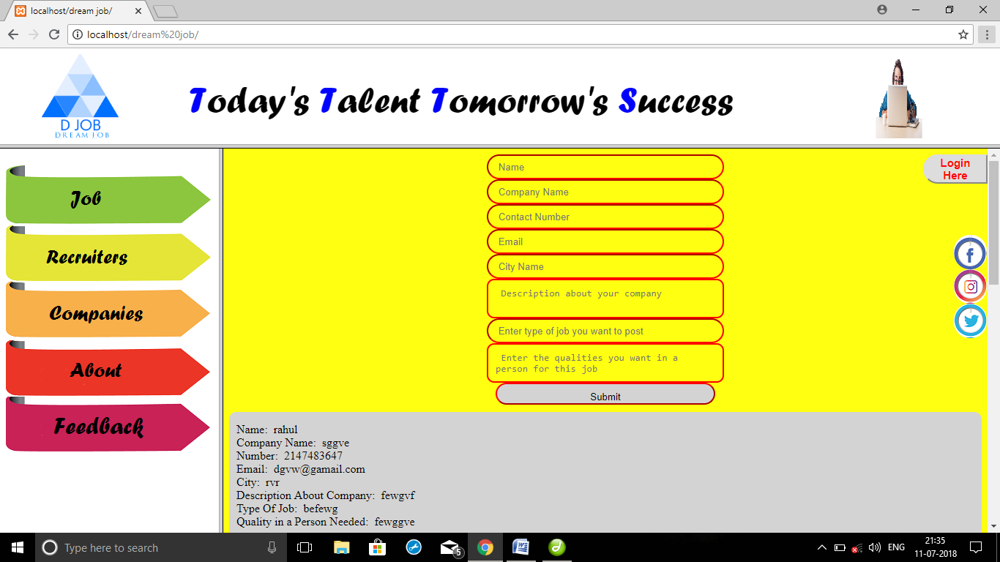 localhost/dream job/
localhost/dream%20job/
D JOB
DREAM JOB
Today's Talent Tomorrow's Success
Job
Recruiters
Companies
About
Feedback
Name
Company Name
Contact Number
Email
City Name
Description about your company
Enter type of job you want to post
Enter the qualities you want in a
person for this job
Submit
Login
Here
Name: rahul
Company Name: sggve
Number: 2147483647
Email: dgvw@gamail.com
City: rvr
Description About Company: fewgvf
Type Of Job: befewg
Quality in a Person Needed: fewggve
Type here to search
5
ENG
21:35
11-07-2018